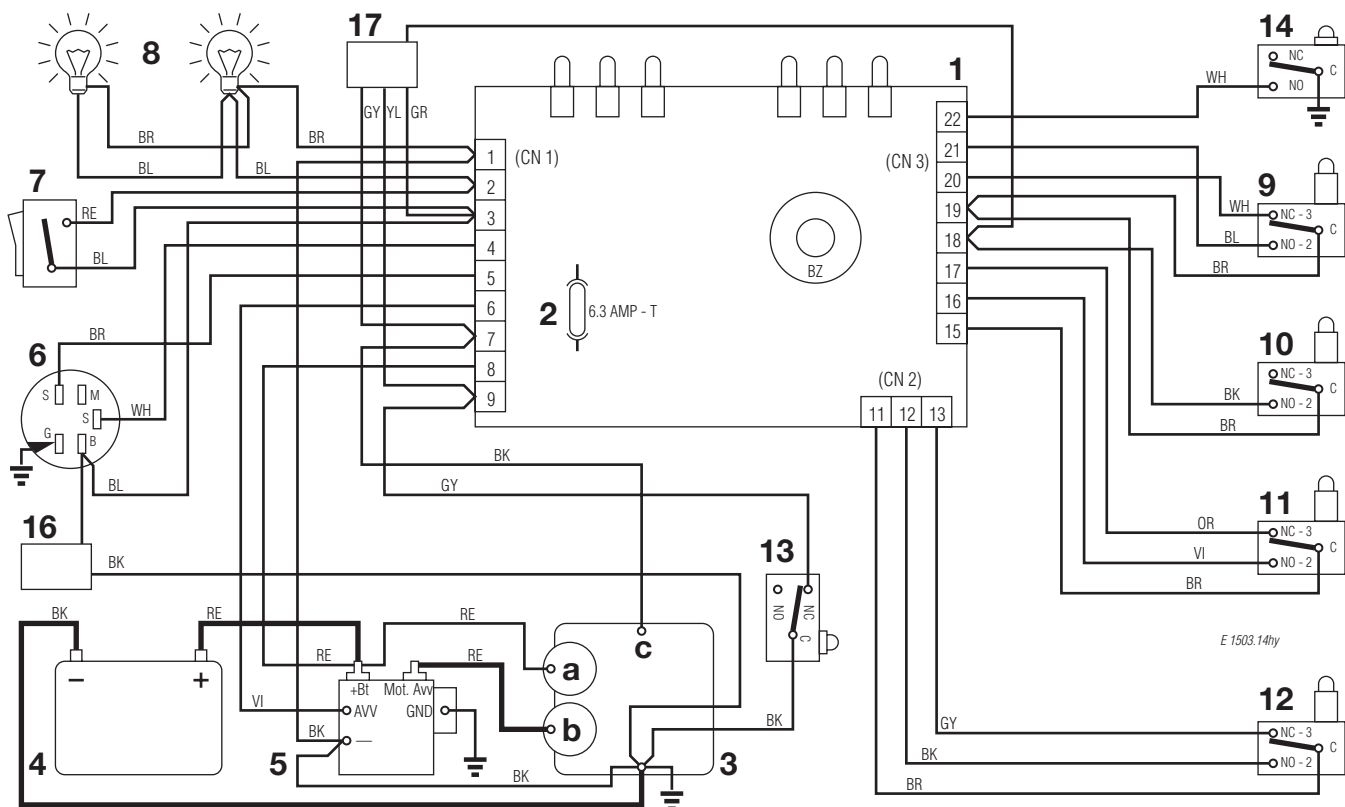 17
14
8
1
NC
C
NO
WH
GY YL GR
22
BR
BR
1 (CN 1)
(CN 3) 21
BL
BL
2
20
9
7
RE
3
19
WH
NC - 3
C
BL
NO - 2
4
18
BL
BR
5
17
BZ
2 6.3 AMP - T
6
16
BR
7
15
10
6
8
(CN 2)
NC - 3
C
S M
9
BK
NO - 2
S WH
11 12 13
BR
G B
BK
BL
GY
11
16
13
OR
NC - 3
C
VI
NO - 2
BK
NO
NC
BR
C
BK
RE
RE
c
E 1503.14hy
RE
RE
a
– +
+Bt Mot. Avv
12
VI
AVV GND
b
BK
GY
NC - 3
C
BK
—
BK
NO - 2
4
5
BK
3
BR